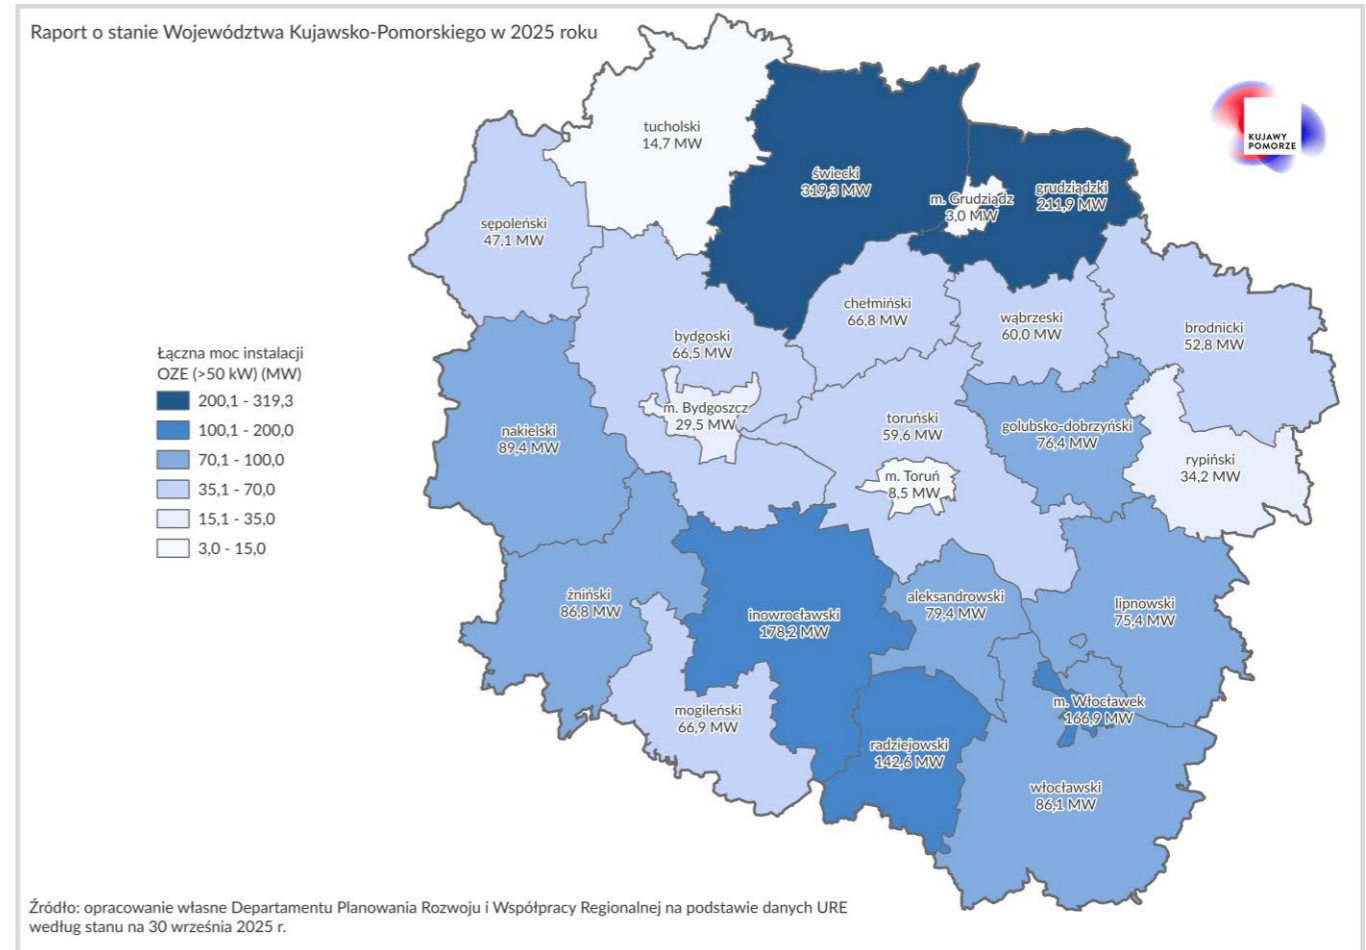 Raport o stanie Województwa Kujawsko-Pomorskiego w 2025 roku
KUJAWY
POMORZE
tucholski
14,7 MW
świecki
319,3 MW
m. Grudziądz
3,0 MW
grudziądzki
211,9 MW
sępoleński
47,1 MW
chełmiński
66,8 MW
wąbrzeski
60,0 MW
brodnicki
52,8 MW
bydgoski
66,5 MW
Łączna moc instalacji
OZE (>50 kW) (MW)
200,1 - 319,3
100,1 - 200,0
70,1 - 100,0
35,1 - 70,0
15,1 - 35,0
3,0 - 15,0
m. Bydgoszcz
29,5 MW
nakielski
89,4 MW
toruński
59,6 MW
golubsko-dobrzyński
76,4 MW
rypiński
34,2 MW
m. Toruń
8,5 MW
żniński
86,8 MW
inowrocławski
178,2 MW
aleksandrowski
79,4 MW
lipnowski
75,4 MW
mogileński
66,9 MW
m. Włocławek
166,9 MW
radziejowski
142,6 MW
włocławski
86,1 MW
Źródło: opracowanie własne Departamentu Planowania Rozwoju i Współpracy Regionalnej na podstawie danych URE
według stanu na 30 września 2025 r.